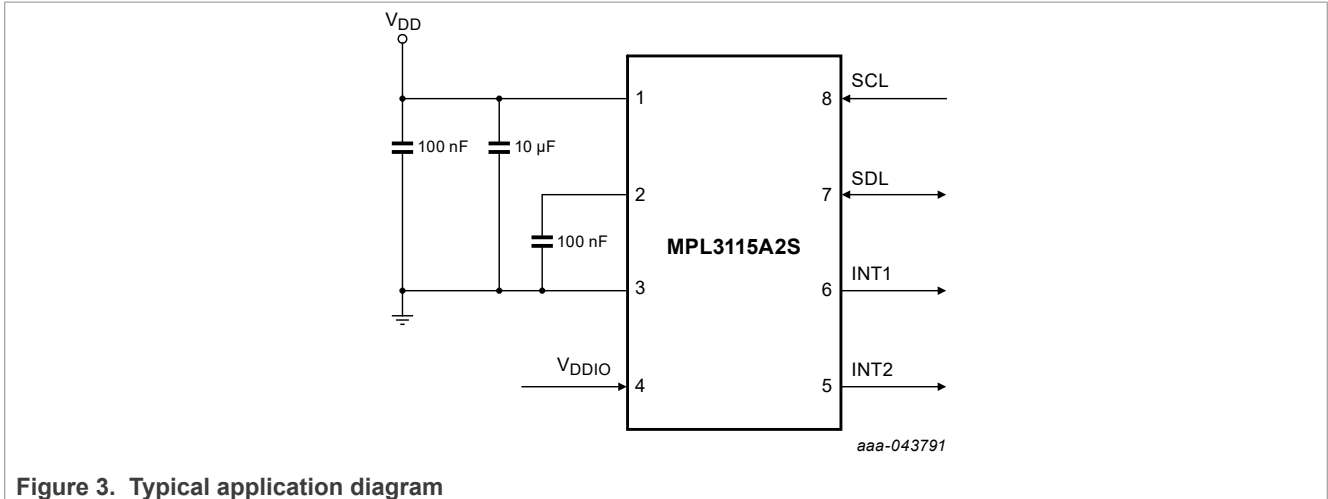 VDD
1
8
SCL
100 nF
10 µF
2
7
SDL
100 nF
MPL3115A2S
3
6
INT1
VDDIO
4
5
INT2
aaa-043791
Figure 3. Typical application diagram